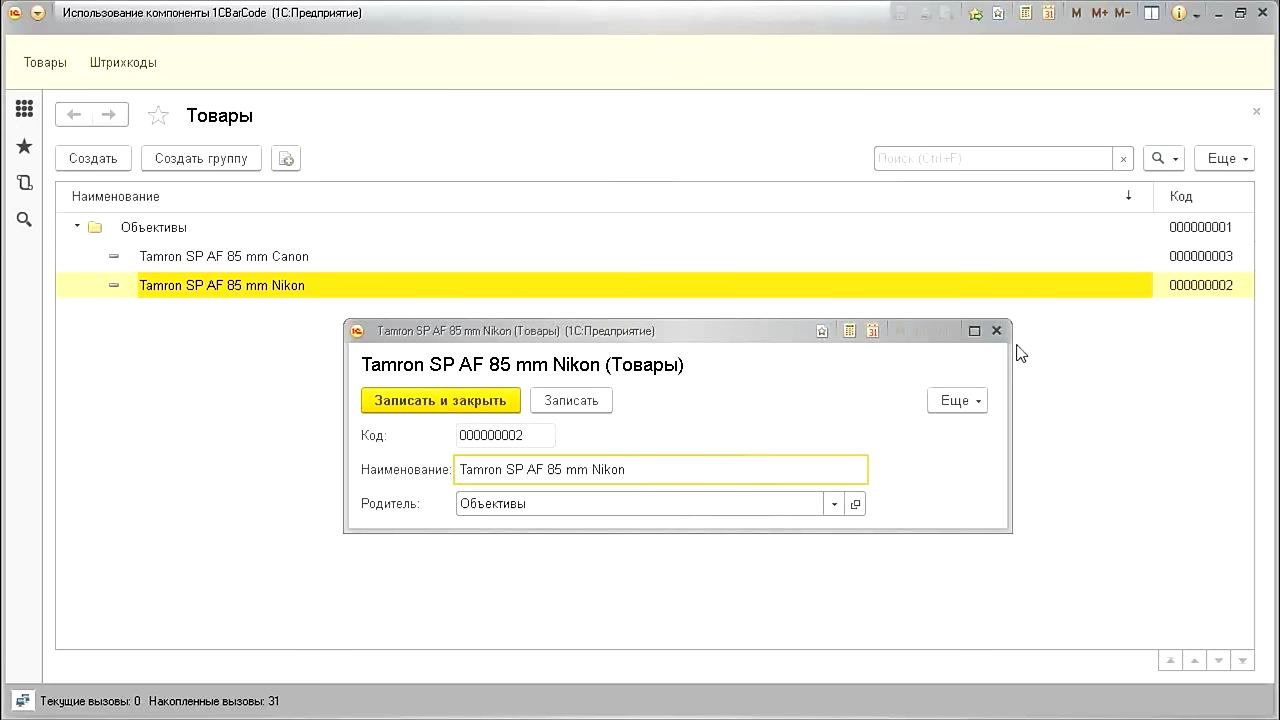 Использование компоненты 1CBarCode (1С:Предприятие)
31 M M+ M- i
Товары Штрихкоды
Товары
Создать Создать группу Поиск (Ctrl+F) × Еще
Наименование Код
Объективы 000000001
Tamron SP AF 85 mm Canon 000000003
Tamron SP AF 85 mm Nikon 000000002
Tamron SP AF 85 mm Nikon (Товары) (1С:Предприятие) 31
Tamron SP AF 85 mm Nikon (Товары)
Записать и закрыть Записать Еще
Код: 000000002
Наименование: Tamron SP AF 85 mm Nikon
Родитель: Объективы
Текущие вызовы: 0 Накопленные вызовы: 31